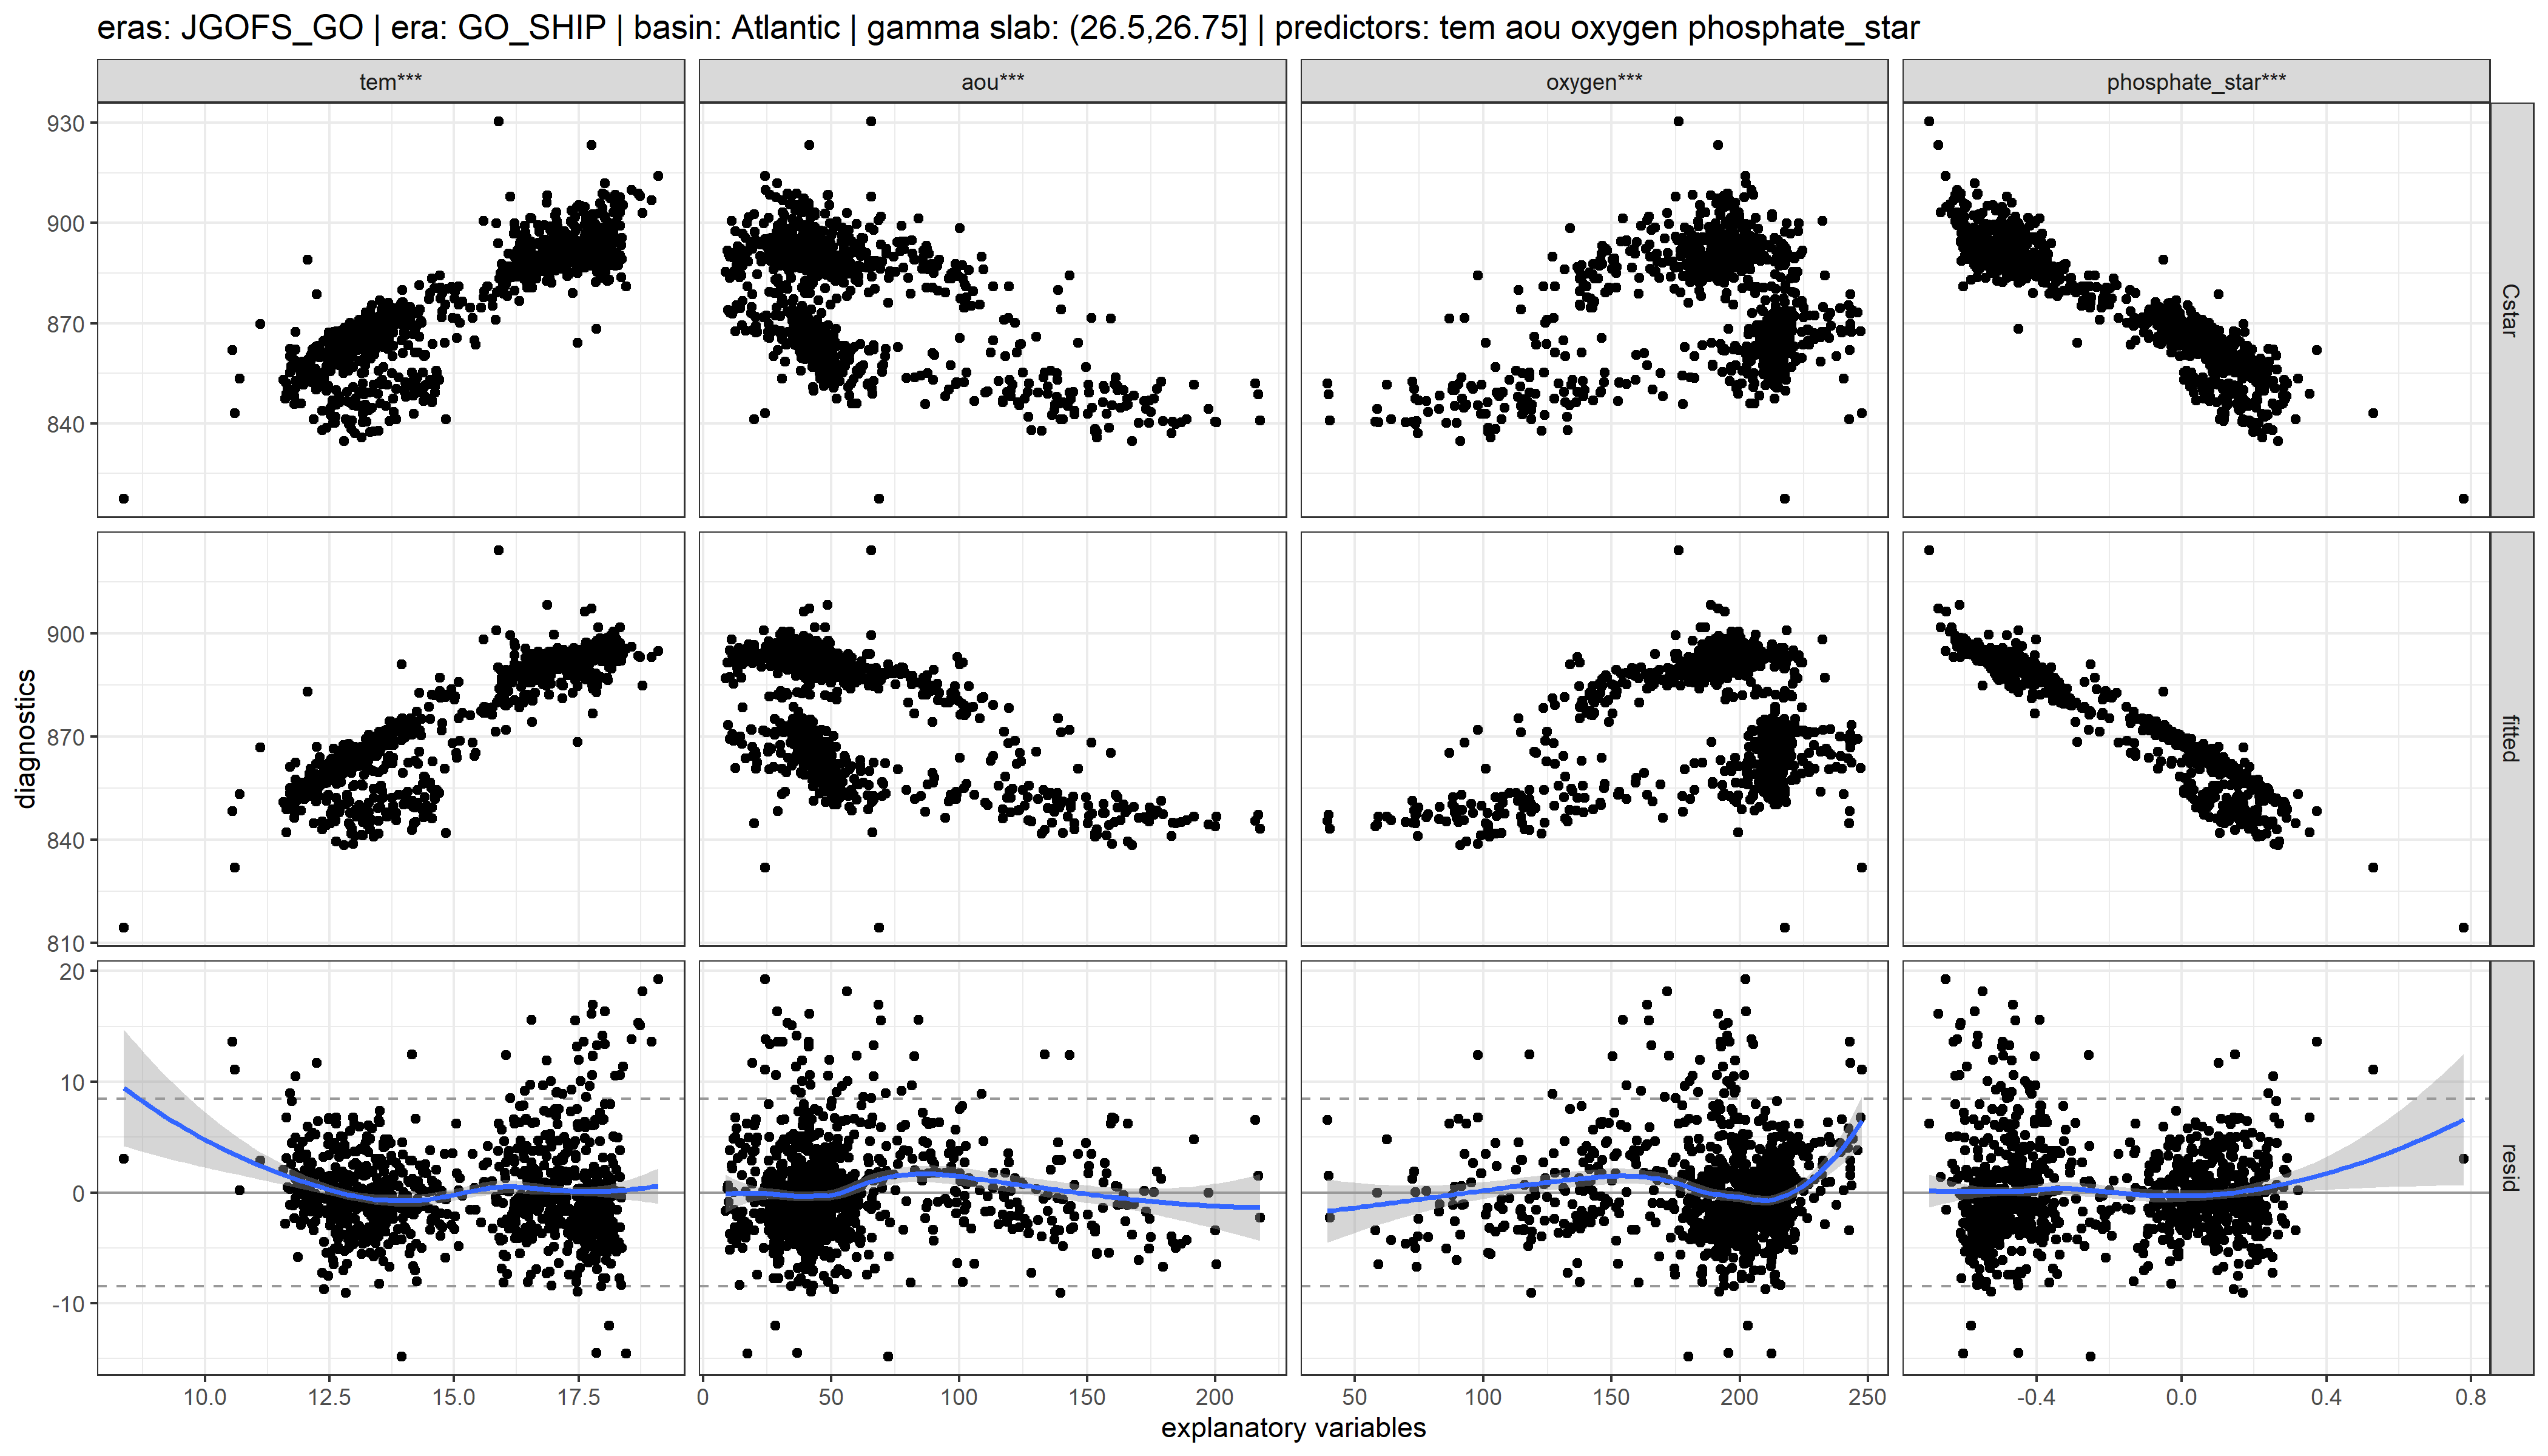 eras: JGOFS_GO | era: GO_SHIP | basin: Atlantic | gamma slab: (26.5,26.75] | predictors: tem aou oxygen phosphate_star
tem*** aou*** oxygen*** phosphate_star***
930
900
870
840
Cstar
900
870
840
810
fitted
diagnostics
20
10
0
-10
resid
10.0 12.5 15.0 17.5 0 50 100 150 200 50 100 150 200 250 -0.4 0.0 0.4 0.8
explanatory variables